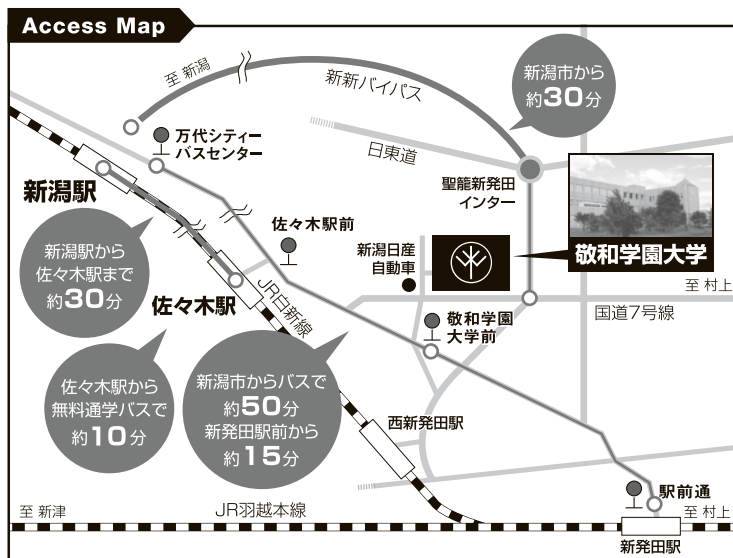 Access Map
至 新潟
新新バイパス
新潟市から
約30分
万代シティー
バスセンター
日東道
聖籠新発田
インター
新潟駅
佐々木駅前
新潟日産
自動車
敬和学園大学
新潟駅から
佐々木駅まで
約30分
佐々木駅
JR白新線
至 村上
国道7号線
敬和学園
大学前
佐々木駅から
無料通学バスで
約10分
新潟市からバスで
約50分
新発田駅前から
約15分
西新発田駅
至 新津
JR羽越本線
駅前通
至 村上
新発田駅